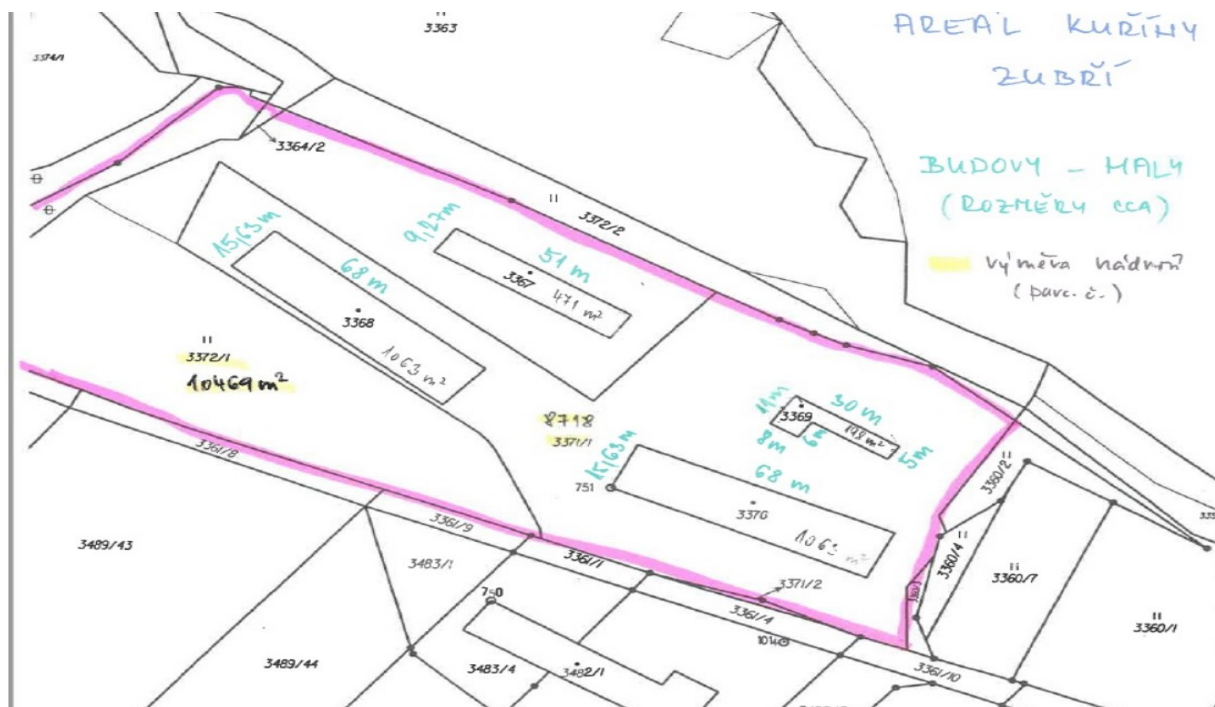 AREÁL KUŘÍNY
ZUBŘÍ
BUDOVY - HALY
(ROZMĚRY CCA)
výměra nádvoří
(parc. č.)
3363
3374/1
3364/2
3372/2
15,63 m
68 m
3368
1063 m²
9,27 m
51 m
3367
471 m²
3372/1
10469 m²
8718
3371/1
11 m
3369
30 m
198 m²
8 m
6 m
5 m
15,63 m
68 m
751
3370
1063 m²
3361/8
3361/9
3361/1
3371/2
3361/4
3361/10
3360/2
3360/4
3360/7
3360/1
3489/43
3483/1
750
3489/44
3483/4
3482/1
1014